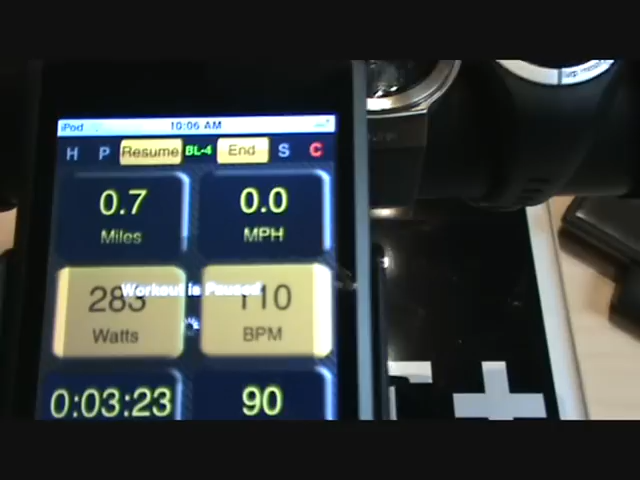 iPod 10:06 AM
H P Resume BL-4 End S C
0.7 0.0
Miles MPH
283 110
Workout is Paused
Watts BPM
0:03:23 90